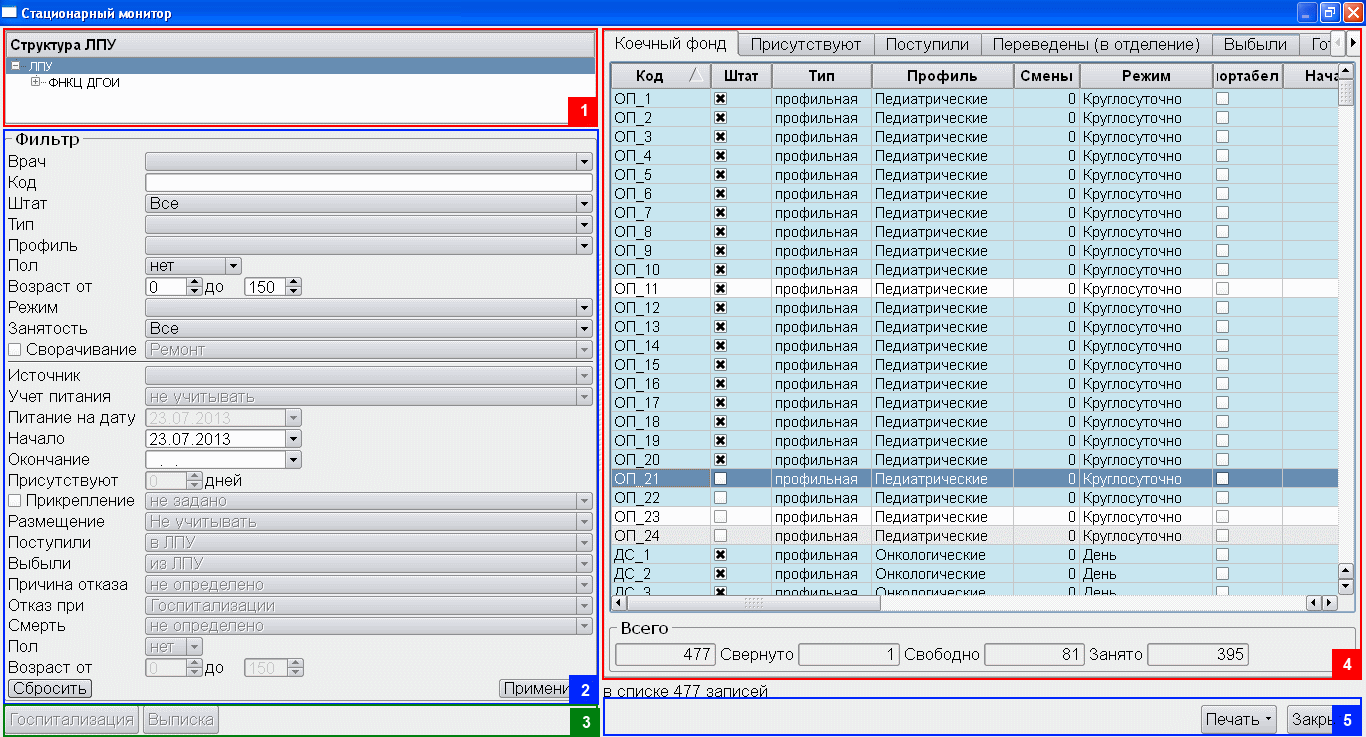 Стационарный монитор
Структура ЛПУ
ЛПУ
ФНКЦ ДГОИ
1
Фильтр
Врач
Код
Штат Все
Тип
Профиль
Пол нет
Возраст от 0 до 150
Режим
Занятость Все
Сворачивание Ремонт
Источник
Учет питания не учитывать
Питание на дату 23.07.2013
Начало 23.07.2013
Окончание . .
Присутствуют 0 дней
Прикрепление не задано
Размещение Не учитывать
Поступили в ЛПУ
Выбыли из ЛПУ
Причина отказа не определено
Отказ при Госпитализации
Смерть не определено
Пол нет
Возраст от 0 до 150
Сбросить Примени 2
Госпитализация Выписка 3
Коечный фонд Присутствуют Поступили Переведены (в отделение) Выбыли Гот
Код Штат Тип Профиль Смены Режим портабел Нача
ОП_1 профильная Педиатрические 0 Круглосуточно
ОП_2 профильная Педиатрические 0 Круглосуточно
ОП_3 профильная Педиатрические 0 Круглосуточно
ОП_4 профильная Педиатрические 0 Круглосуточно
ОП_5 профильная Педиатрические 0 Круглосуточно
ОП_6 профильная Педиатрические 0 Круглосуточно
ОП_7 профильная Педиатрические 0 Круглосуточно
ОП_8 профильная Педиатрические 0 Круглосуточно
ОП_9 профильная Педиатрические 0 Круглосуточно
ОП_10 профильная Педиатрические 0 Круглосуточно
ОП_11 профильная Педиатрические 0 Круглосуточно
ОП_12 профильная Педиатрические 0 Круглосуточно
ОП_13 профильная Педиатрические 0 Круглосуточно
ОП_14 профильная Педиатрические 0 Круглосуточно
ОП_15 профильная Педиатрические 0 Круглосуточно
ОП_16 профильная Педиатрические 0 Круглосуточно
ОП_17 профильная Педиатрические 0 Круглосуточно
ОП_18 профильная Педиатрические 0 Круглосуточно
ОП_19 профильная Педиатрические 0 Круглосуточно
ОП_20 профильная Педиатрические 0 Круглосуточно
ОП_21 профильная Педиатрические 0 Круглосуточно
ОП_22 профильная Педиатрические 0 Круглосуточно
ОП_23 профильная Педиатрические 0 Круглосуточно
ОП_24 профильная Педиатрические 0 Круглосуточно
ДС_1 профильная Онкологические 0 День
ДС_2 профильная Онкологические 0 День
ДС_3 профильная Онкологические 0 День
Всего
477 Свернуто 1 Свободно 81 Занято 395
4
в списке 477 записей
Печать Закры 5